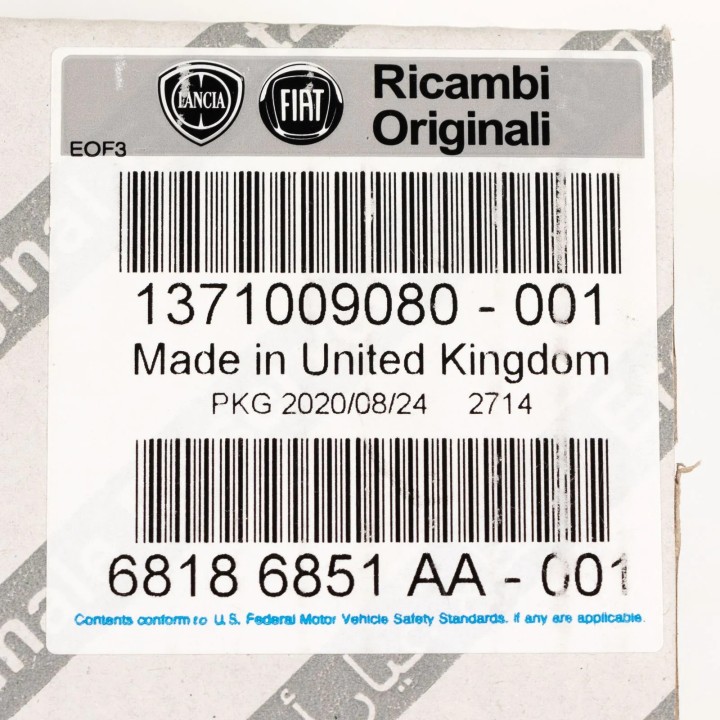 LANCIA
FIAT
Ricambi
Originali
EOF3
1371009080 - 001
Made in United Kingdom
PKG 2020/08/24 2714
6818 6851 AA - 001
Contents conform to U.S. Federal Motor Vehicle Safety Standards. if any are applicable.